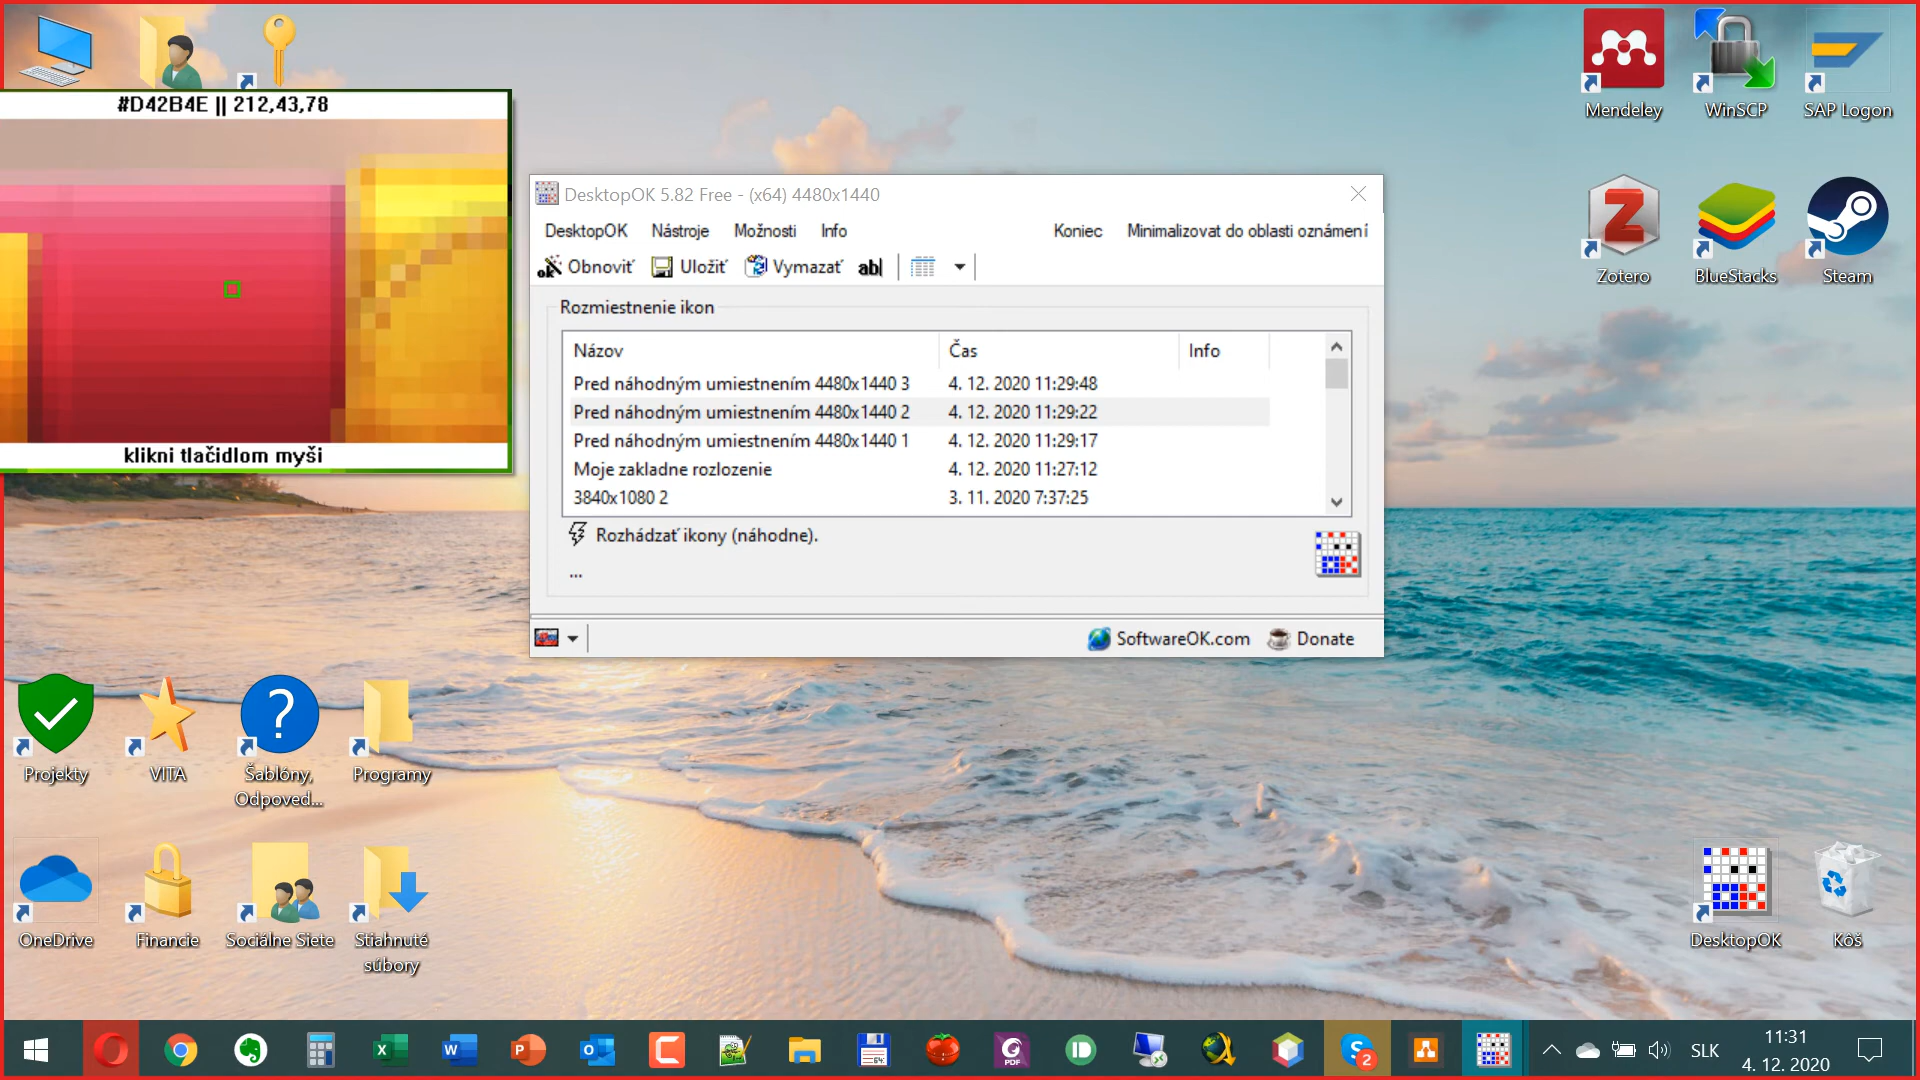 #D42B4E || 212,43,78
klikni tlačidlom myši
DesktopOK 5.82 Free - (x64) 4480x1440
DesktopOK Nástroje Možnosti Info Koniec Minimalizovat do oblasti oznámení
Obnoviť Uložiť Vymazať ab|
Rozmiestnenie ikon
Názov Čas Info
Pred náhodným umiestnením 4480x1440 3 4. 12. 2020 11:29:48
Pred náhodným umiestnením 4480x1440 2 4. 12. 2020 11:29:22
Pred náhodným umiestnením 4480x1440 1 4. 12. 2020 11:29:17
Moje zakladne rozlozenie 4. 12. 2020 11:27:12
3840x1080 2 3. 11. 2020 7:37:25
Rozhádzať ikony (náhodne).
...
SoftwareOK.com Donate
Mendeley WinSCP SAP Logon
Zotero BlueStacks Steam
Projekty VITA Šablóny, Odpoved... Programy
OneDrive Financie Sociálne Siete Stiahnuté súbory
DesktopOK Kôš
SLK
11:31
4. 12. 2020
64
PDF
2